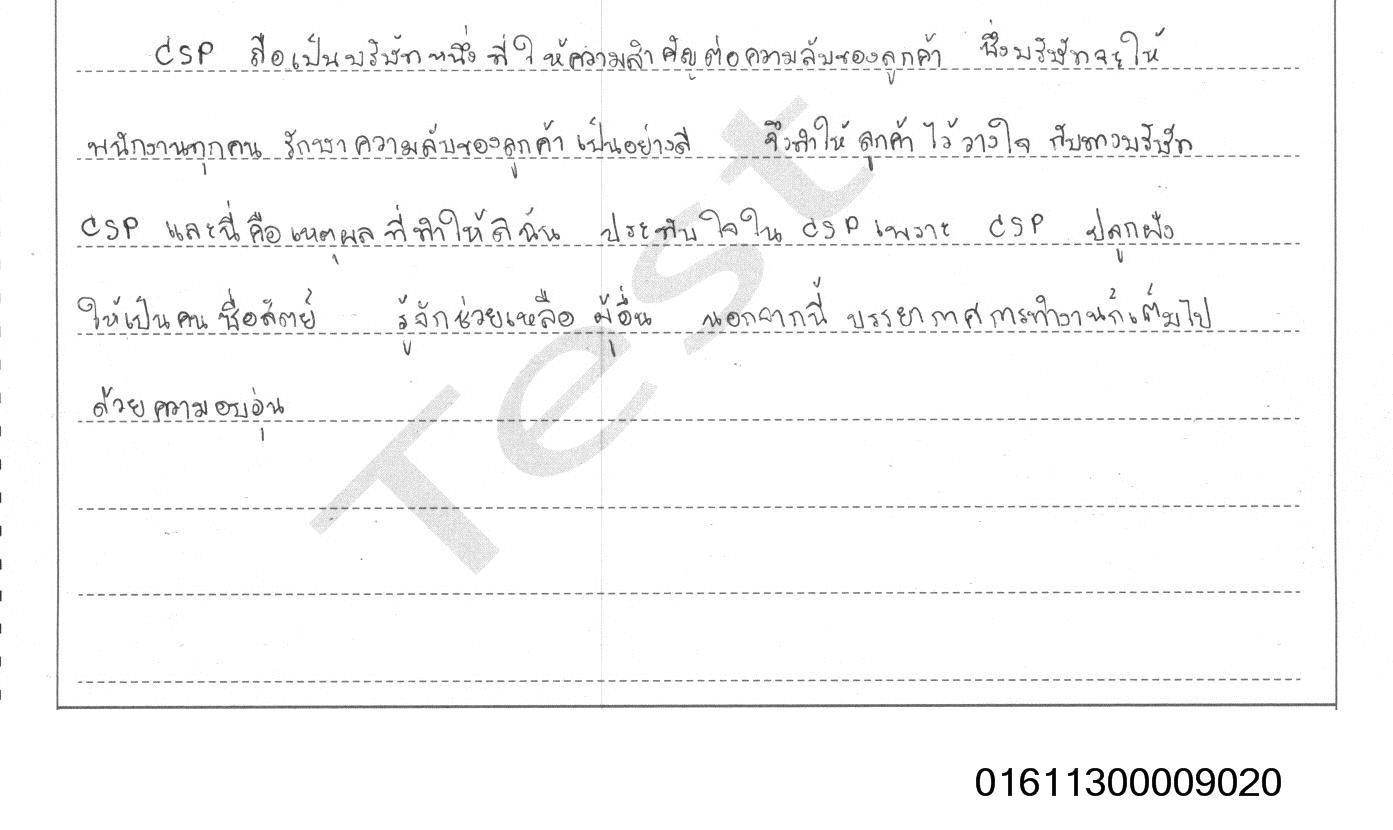 CSP ถือเป็นบริษัทหนึ่งที่ให้ความสำคัญต่อความลับของลูกค้า ซึ่งบริษัทจะให้
พนักงานทุกคน รักษาความลับของลูกค้าเป็นอย่างดี จึงทำให้ลูกค้าไว้วางใจ กับทางบริษัท
CSP และนี่คือเหตุผลที่ทำให้ดิฉัน ประทับใจใน CSP เพราะ CSP ปลูกฝัง
ให้เป็นคนซื่อสัตย์ รู้จักช่วยเหลือผู้อื่น นอกจากนี้ บรรยากาศการทำงานก็เต็มไป
ด้วยความอบอุ่น
Test
01611300009020